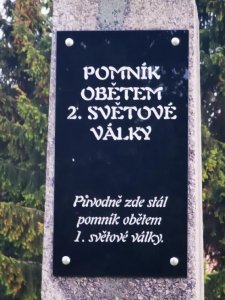 POMNÍK
OBĚTEM
2. SVĚTOVÉ
VÁLKY
Původně zde stál
pomník obětem
1. světové války.